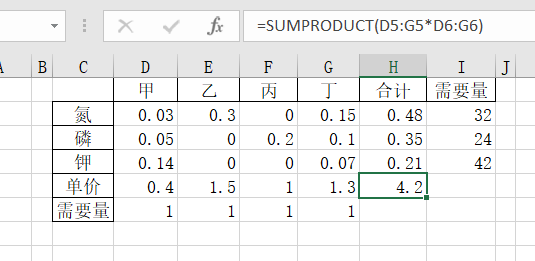 =SUMPRODUCT(D5:G5*D6:G6)
A B C D E F G H I J
甲 乙 丙 丁 合计 需要量
氮 0.03 0.3 0 0.15 0.48 32
磷 0.05 0 0.2 0.1 0.35 24
钾 0.14 0 0 0.07 0.21 42
单价 0.4 1.5 1 1.3 4.2
需要量 1 1 1 1